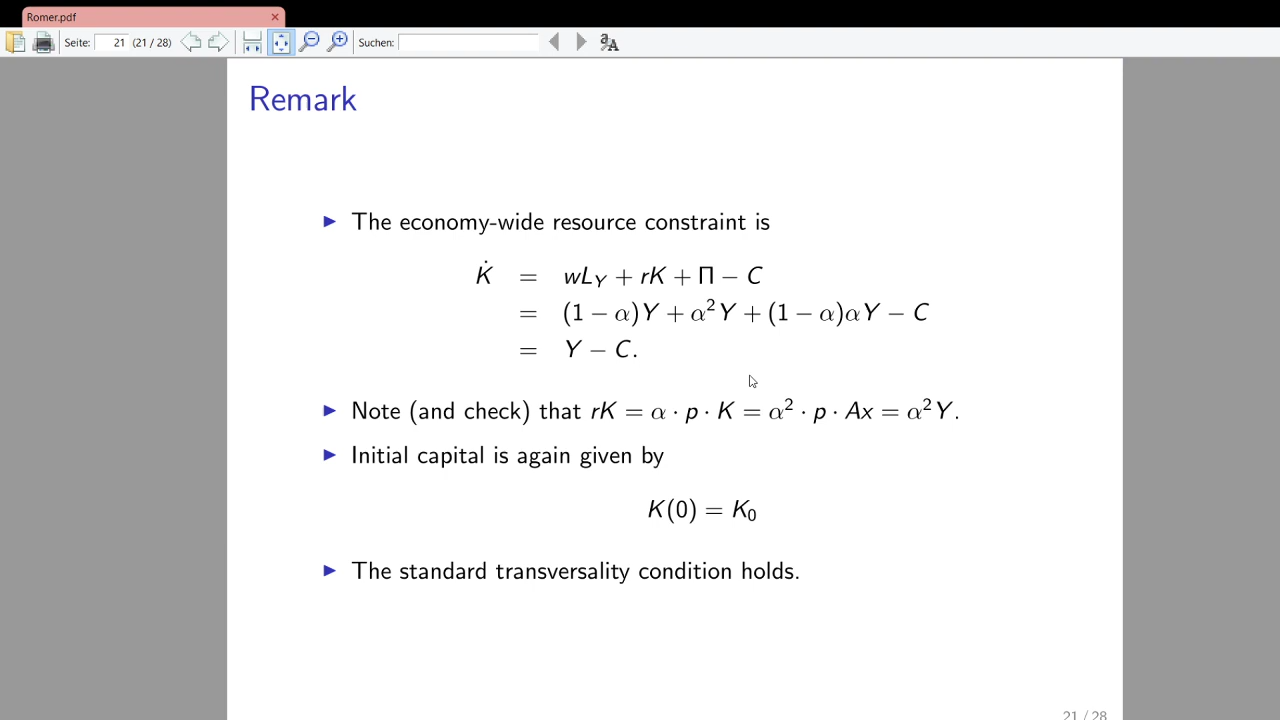 Romer.pdf
Seite: 21 (21 / 28) Suchen:
Remark
The economy-wide resource constraint is
K̇ = wL_Y + rK + Π − C
= (1 − α)Y + α²Y + (1 − α)αY − C
= Y − C.
Note (and check) that rK = α · p · K = α² · p · Ax = α²Y.
Initial capital is again given by
K(0) = K₀
The standard transversality condition holds.
21 / 28